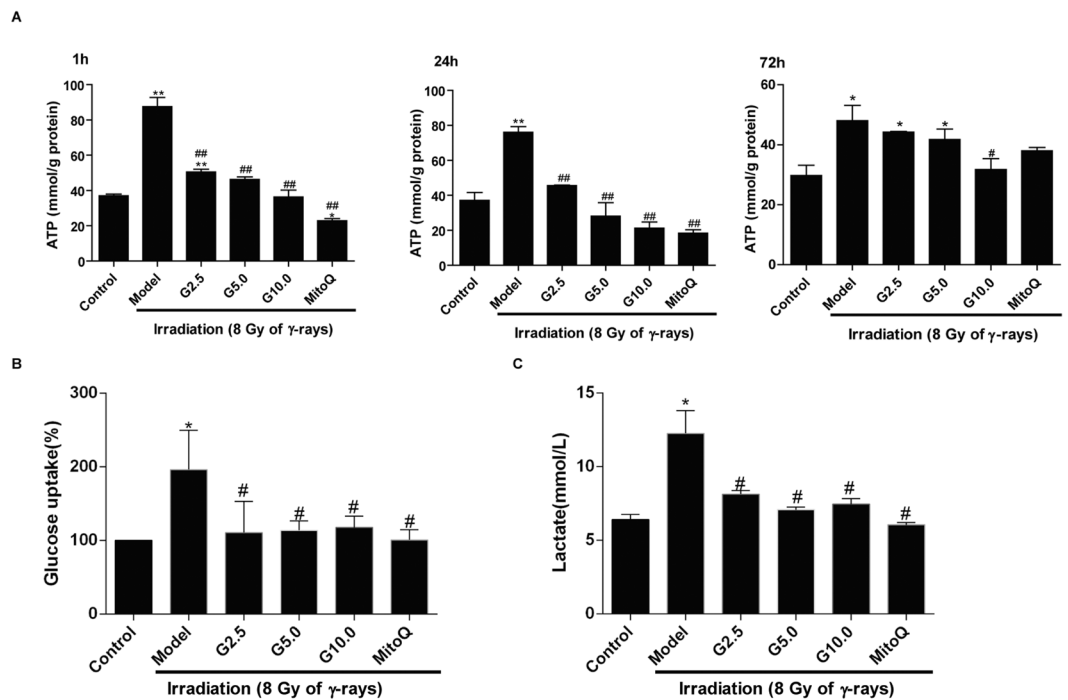 A
1h
ATP (mmol/g protein)
100
80
60
40
20
0
**
##
**
##
##
##
*
Control
Model
G2.5
G5.0
G10.0
MitoQ
Irradiation (8 Gy of γ-rays)
24h
ATP (mmol/g protein)
100
80
60
40
20
0
**
##
##
##
##
Control
Model
G2.5
G5.0
G10.0
MitoQ
Irradiation (8 Gy of γ-rays)
72h
ATP (mmol/g protein)
60
40
20
0
*
*
*
#
Control
Model
G2.5
G5.0
G10.0
MitoQ
Irradiation (8 Gy of γ-rays)
B
Glucose uptake(%)
300
200
100
0
*
#
#
#
#
Control
Model
G2.5
G5.0
G10.0
MitoQ
Irradiation (8 Gy of γ-rays)
C
Lactate(mmol/L)
15
10
5
0
*
#
#
#
#
Control
Model
G2.5
G5.0
G10.0
MitoQ
Irradiation (8 Gy of γ-rays)